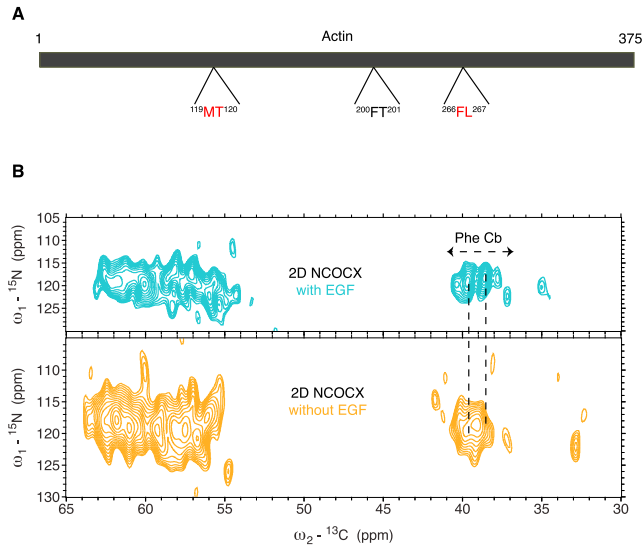 A
1 Actin 375
119MT120 200FT201 266FL267
B
105
110
115
120
125
ω1 - 15N (ppm)
2D NCOCX
with EGF
Phe Cb
110
115
120
125
130
ω1 - 15N (ppm)
2D NCOCX
without EGF
65 60 55 50 45 40 35 30
ω2 - 13C (ppm)